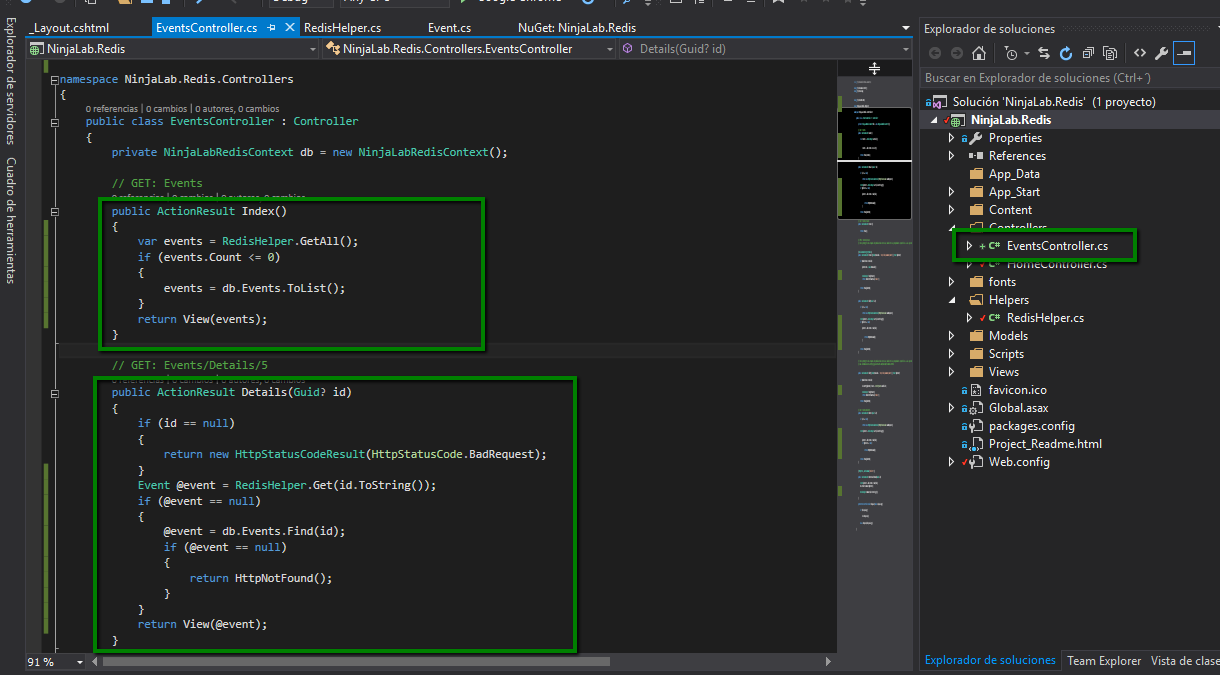 Explorador de servidores
Cuadro de herramientas
_Layout.cshtml
EventsController.cs
RedisHelper.cs
Event.cs
NuGet: NinjaLab.Redis
NinjaLab.Redis
NinjaLab.Redis.Controllers.EventsController
Details(Guid? id)
namespace NinjaLab.Redis.Controllers
{
0 referencias | 0 cambios | 0 autores, 0 cambios
public class EventsController : Controller
{
private NinjaLabRedisContext db = new NinjaLabRedisContext();
// GET: Events
public ActionResult Index()
{
var events = RedisHelper.GetAll();
if (events.Count <= 0)
{
events = db.Events.ToList();
}
return View(events);
}
// GET: Events/Details/5
public ActionResult Details(Guid? id)
{
if (id == null)
{
return new HttpStatusCodeResult(HttpStatusCode.BadRequest);
}
Event @event = RedisHelper.Get(id.ToString());
if (@event == null)
{
@event = db.Events.Find(id);
if (@event == null)
{
return HttpNotFound();
}
}
return View(@event);
}
91 %
Explorador de soluciones
Buscar en Explorador de soluciones (Ctrl+´)
Solución 'NinjaLab.Redis' (1 proyecto)
NinjaLab.Redis
Properties
References
App_Data
App_Start
Content
Controllers
EventsController.cs
HomeController.cs
fonts
Helpers
RedisHelper.cs
Models
Scripts
Views
favicon.ico
Global.asax
packages.config
Project_Readme.html
Web.config
Explorador de soluciones
Team Explorer
Vista de clase